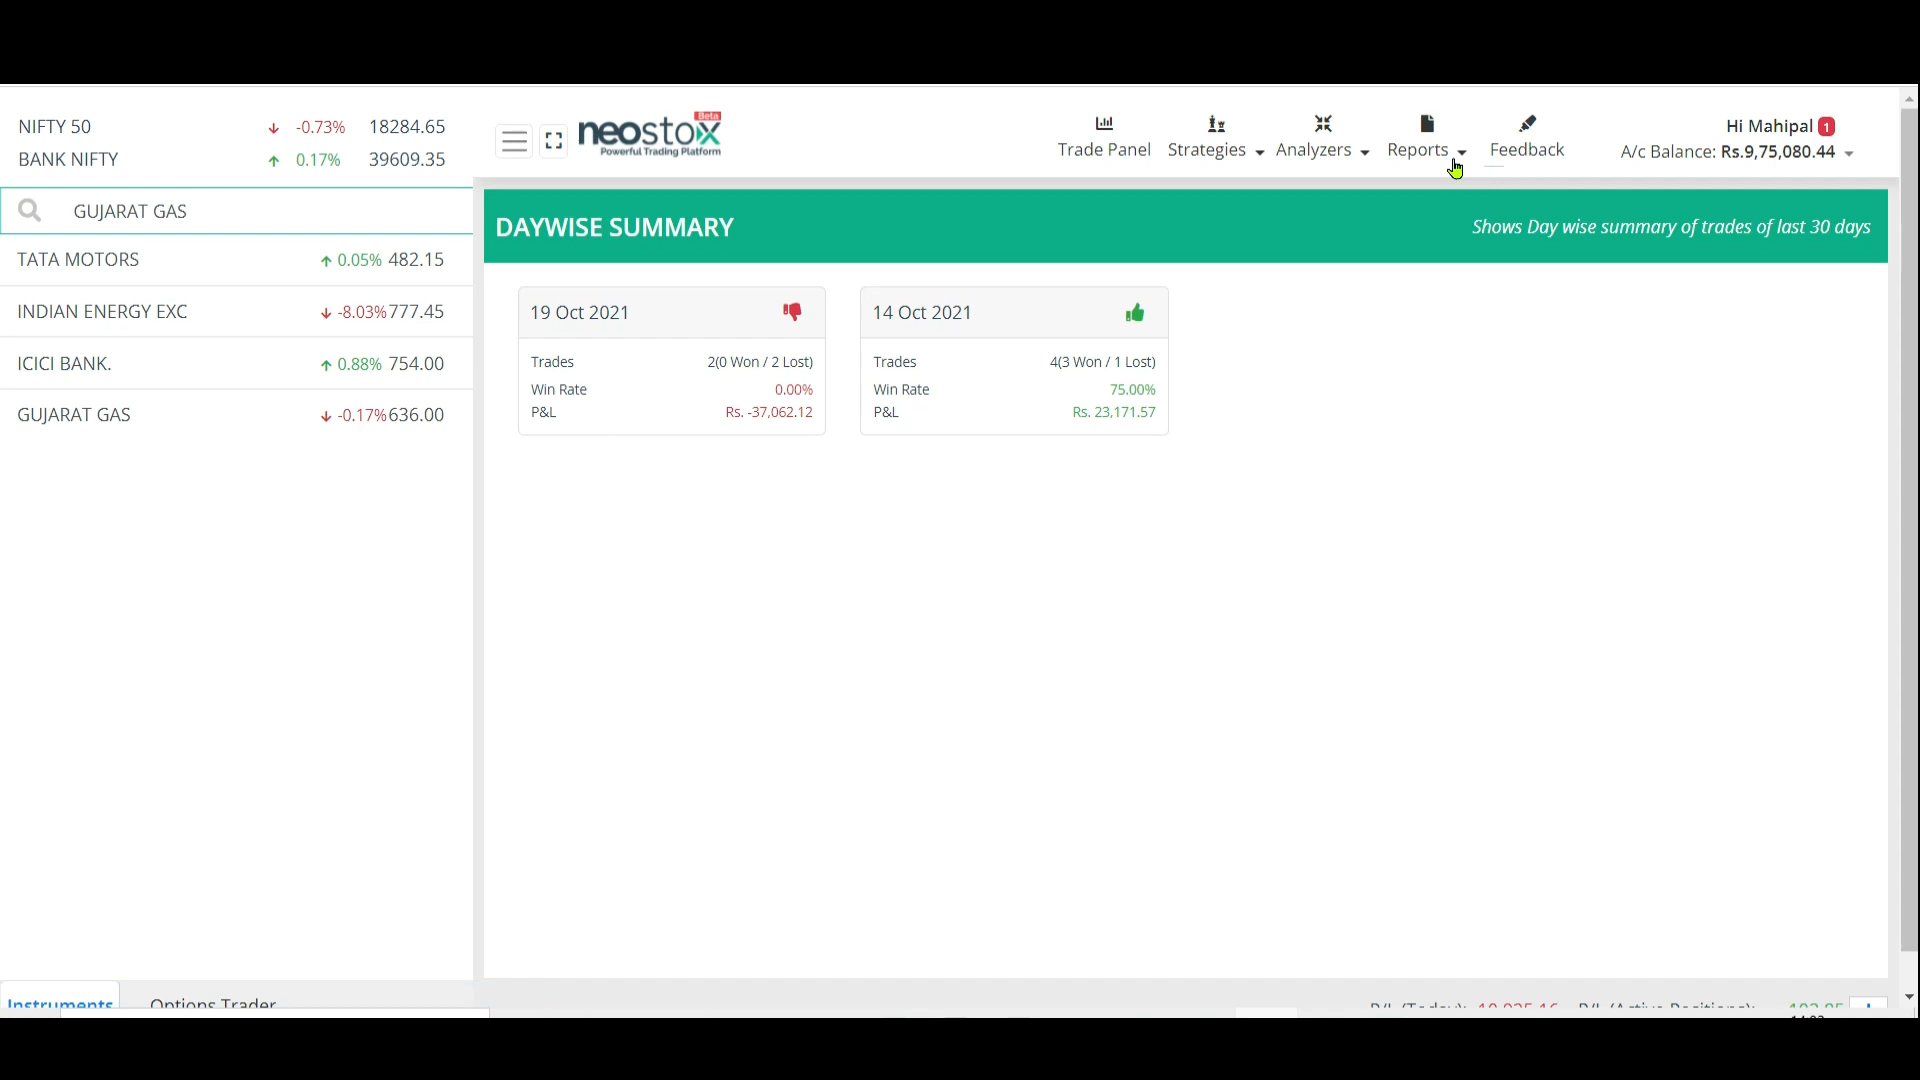 NIFTY 50 -0.73% 18284.65
BANK NIFTY 0.17% 39609.35
GUJARAT GAS
TATA MOTORS 0.05% 482.15
INDIAN ENERGY EXC -8.03% 777.45
ICICI BANK. 0.88% 754.00
GUJARAT GAS -0.17% 636.00
Instruments Options Trader
neostox Beta
Powerful Trading Platform
Trade Panel Strategies Analyzers Reports Feedback
Hi Mahipal 1
A/c Balance: Rs.9,75,080.44
DAYWISE SUMMARY Shows Day wise summary of trades of last 30 days
19 Oct 2021
Trades 2(0 Won / 2 Lost)
Win Rate 0.00%
P&L Rs. -37,062.12
14 Oct 2021
Trades 4(3 Won / 1 Lost)
Win Rate 75.00%
P&L Rs. 23,171.57